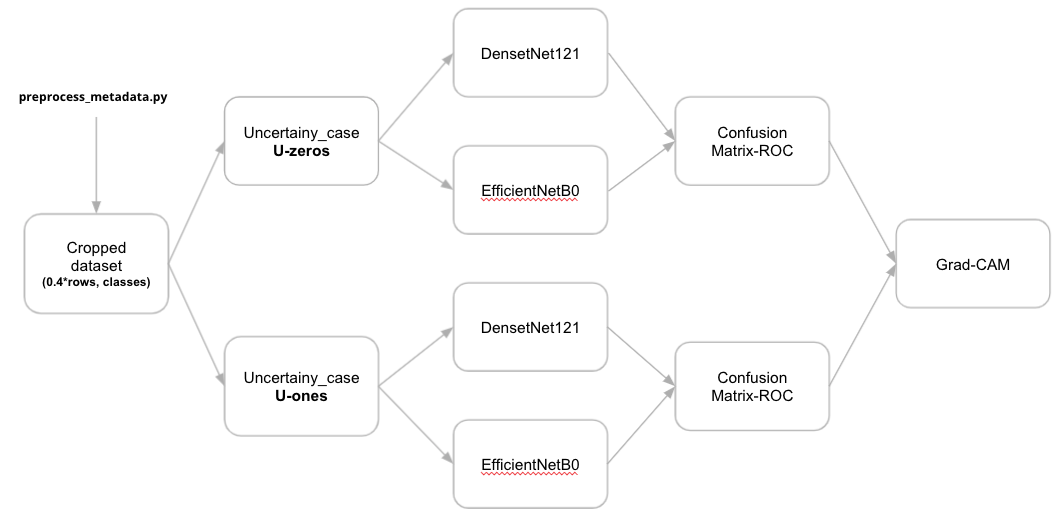 preprocess_metadata.py
Cropped
dataset
(0.4*rows, classes)
Uncertainy_case
U-zeros
Uncertainy_case
U-ones
DensetNet121
EfficientNetB0
DensetNet121
EfficientNetB0
Confusion
Matrix-ROC
Confusion
Matrix-ROC
Grad-CAM